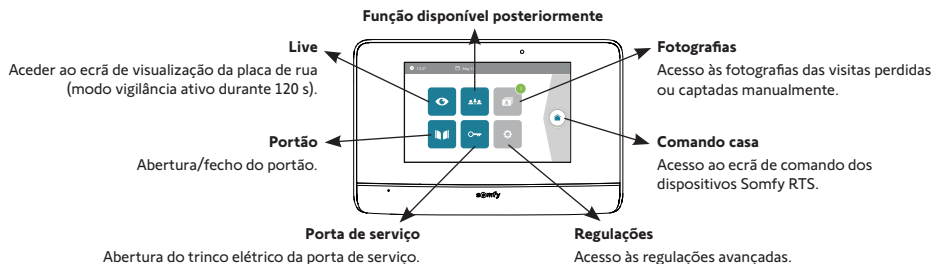 Função disponível posteriormente
Live
Aceder ao ecrã de visualização da placa de rua
(modo vigilância ativo durante 120 s).
Fotografias
Acesso às fotografias das visitas perdidas
ou captadas manualmente.
Portão
Abertura/fecho do portão.
Comando casa
Acesso ao ecrã de comando dos
dispositivos Somfy RTS.
somfy
Porta de serviço
Abertura do trinco elétrico da porta de serviço.
Regulações
Acesso às regulações avançadas.